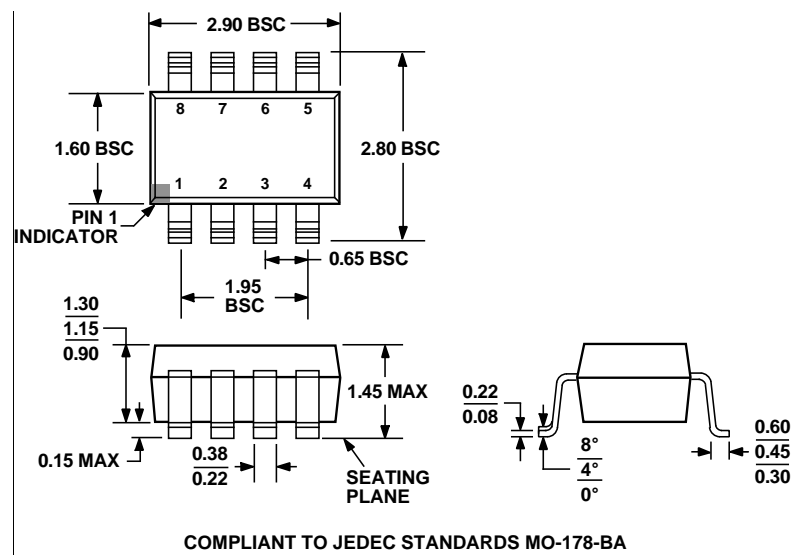 2.90 BSC
8 7 6 5
1.60 BSC
2.80 BSC
1 2 3 4
PIN 1
INDICATOR
0.65 BSC
1.95
BSC
1.30
1.15
0.90
1.45 MAX
0.15 MAX
0.38
0.22
SEATING
PLANE
0.22
0.08
8°
4°
0°
0.60
0.45
0.30
COMPLIANT TO JEDEC STANDARDS MO-178-BA